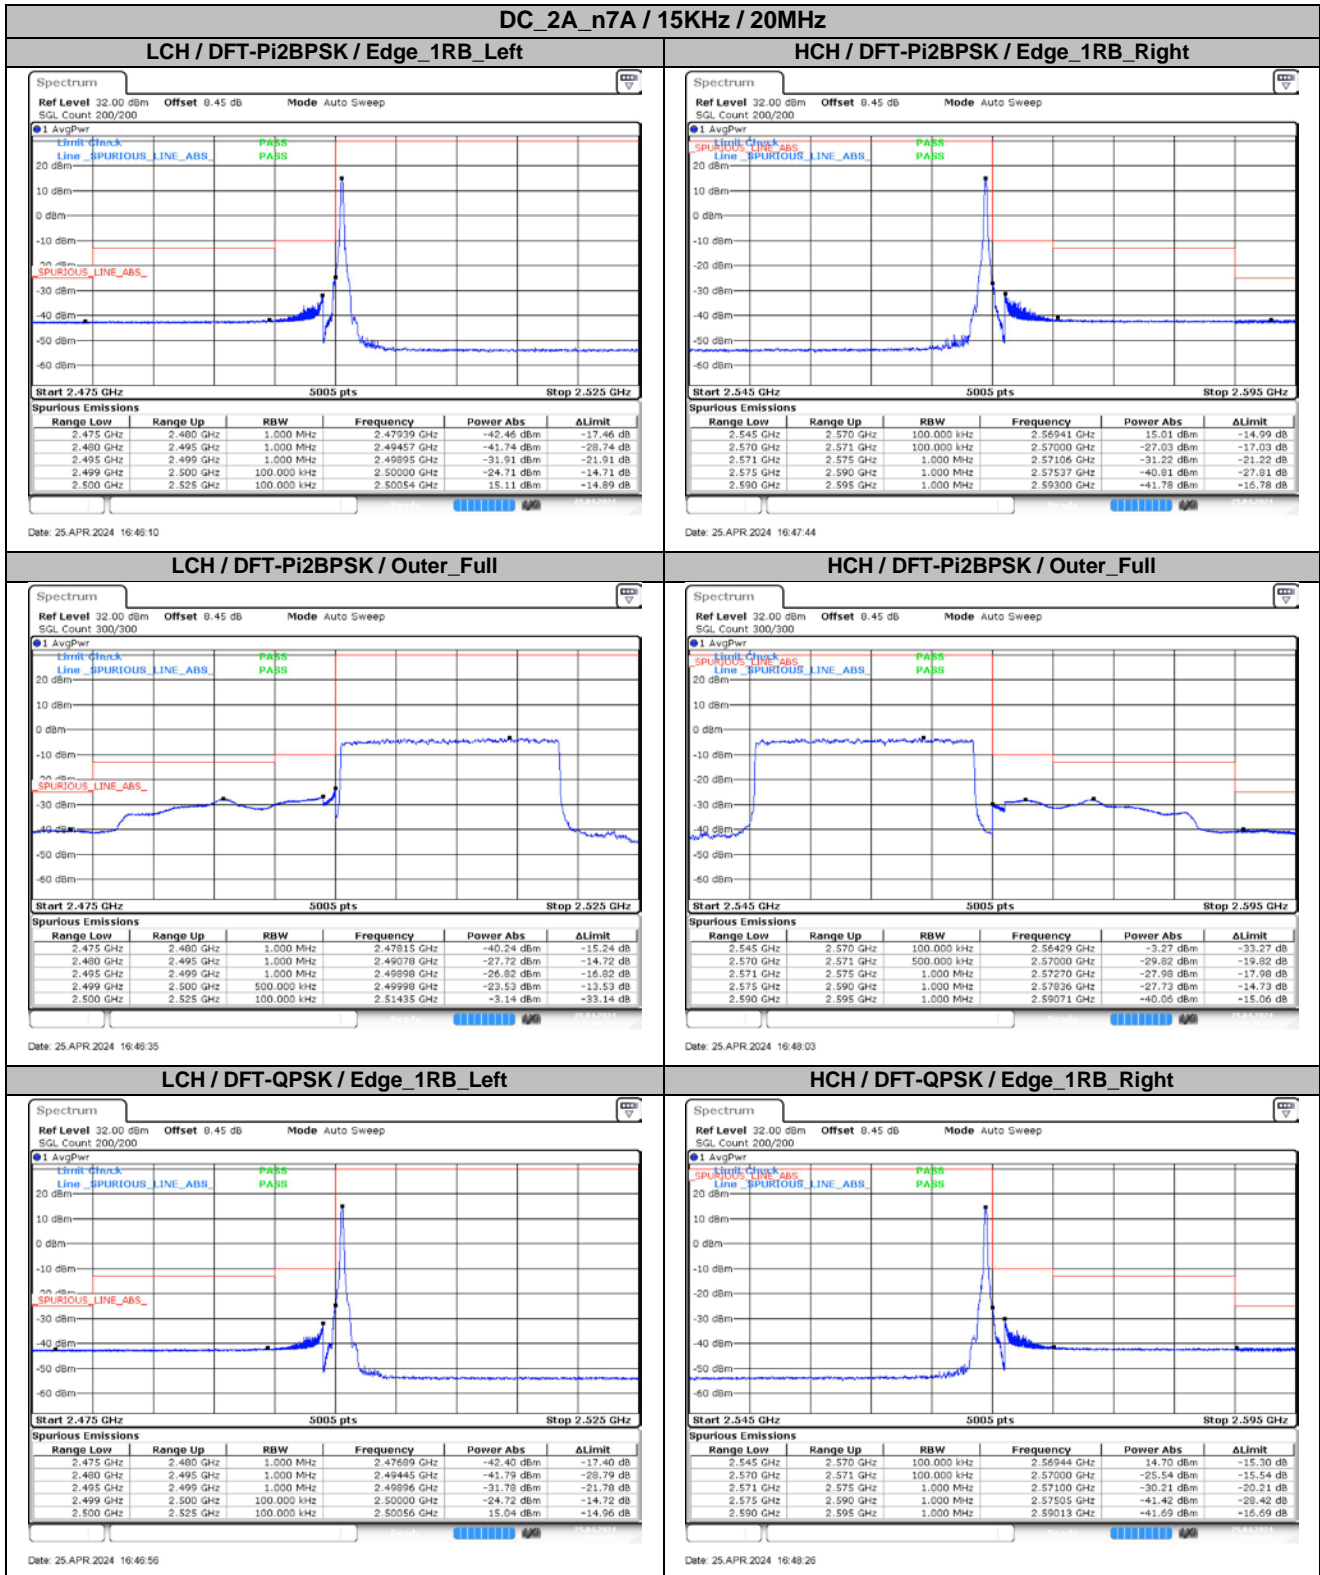 DC_2A_n7A / 15KHz / 20MHz
LCH / DFT-Pi2BPSK / Edge_1RB_Left
HCH / DFT-Pi2BPSK / Edge_1RB_Right
Spectrum
Ref Level 32.00 dBm Offset 8.45 dB Mode Auto Sweep
SGL Count 200/200
1 AvgPwr
Limit Check PASS
Line _SPURIOUS_LINE_ABS_ PASS
20 dBm
10 dBm
0 dBm
-10 dBm
-20 dBm
_SPURIOUS_LINE_ABS_
-30 dBm
-40 dBm
-50 dBm
-60 dBm
Start 2.475 GHz 5005 pts Stop 2.525 GHz
Spurious Emissions
Range Low Range Up RBW Frequency Power Abs ΔLimit
2.475 GHz 2.480 GHz 1.000 MHz 2.47939 GHz -42.46 dBm -17.46 dB
2.480 GHz 2.495 GHz 1.000 MHz 2.49457 GHz -41.74 dBm -28.74 dB
2.495 GHz 2.499 GHz 1.000 MHz 2.49895 GHz -31.91 dBm -21.91 dB
2.499 GHz 2.500 GHz 100.000 kHz 2.50000 GHz -24.71 dBm -14.71 dB
2.500 GHz 2.525 GHz 100.000 kHz 2.50054 GHz 15.11 dBm -14.89 dB
Date: 25.APR.2024 16:46:10
Spectrum
Ref Level 32.00 dBm Offset 8.45 dB Mode Auto Sweep
SGL Count 200/200
1 AvgPwr
Limit Check PASS
_SPURIOUS_LINE_ABS_
Line _SPURIOUS_LINE_ABS_ PASS
20 dBm
10 dBm
0 dBm
-10 dBm
-20 dBm
-30 dBm
-40 dBm
-50 dBm
-60 dBm
Start 2.545 GHz 5005 pts Stop 2.595 GHz
Spurious Emissions
Range Low Range Up RBW Frequency Power Abs ΔLimit
2.545 GHz 2.570 GHz 100.000 kHz 2.56941 GHz 15.01 dBm -14.99 dB
2.570 GHz 2.571 GHz 100.000 kHz 2.57000 GHz -27.03 dBm -17.03 dB
2.571 GHz 2.575 GHz 1.000 MHz 2.57106 GHz -31.22 dBm -21.22 dB
2.575 GHz 2.590 GHz 1.000 MHz 2.57537 GHz -40.81 dBm -27.81 dB
2.590 GHz 2.595 GHz 1.000 MHz 2.59300 GHz -41.78 dBm -16.78 dB
Date: 25.APR.2024 16:47:44
LCH / DFT-Pi2BPSK / Outer_Full
HCH / DFT-Pi2BPSK / Outer_Full
Spectrum
Ref Level 32.00 dBm Offset 8.45 dB Mode Auto Sweep
SGL Count 300/300
1 AvgPwr
Limit Check PASS
Line _SPURIOUS_LINE_ABS_ PASS
20 dBm
10 dBm
0 dBm
-10 dBm
-20 dBm
_SPURIOUS_LINE_ABS_
-30 dBm
-40 dBm
-50 dBm
-60 dBm
Start 2.475 GHz 5005 pts Stop 2.525 GHz
Spurious Emissions
Range Low Range Up RBW Frequency Power Abs ΔLimit
2.475 GHz 2.480 GHz 1.000 MHz 2.47815 GHz -40.24 dBm -15.24 dB
2.480 GHz 2.495 GHz 1.000 MHz 2.49078 GHz -27.72 dBm -14.72 dB
2.495 GHz 2.499 GHz 1.000 MHz 2.49898 GHz -26.82 dBm -16.82 dB
2.499 GHz 2.500 GHz 500.000 kHz 2.49998 GHz -23.53 dBm -13.53 dB
2.500 GHz 2.525 GHz 100.000 kHz 2.51435 GHz -3.14 dBm -33.14 dB
Date: 25.APR.2024 16:46:35
Spectrum
Ref Level 32.00 dBm Offset 8.45 dB Mode Auto Sweep
SGL Count 300/300
1 AvgPwr
Limit Check PASS
_SPURIOUS_LINE_ABS_
Line _SPURIOUS_LINE_ABS_ PASS
20 dBm
10 dBm
0 dBm
-10 dBm
-20 dBm
-30 dBm
-40 dBm
-50 dBm
-60 dBm
Start 2.545 GHz 5005 pts Stop 2.595 GHz
Spurious Emissions
Range Low Range Up RBW Frequency Power Abs ΔLimit
2.545 GHz 2.570 GHz 100.000 kHz 2.56429 GHz -3.27 dBm -33.27 dB
2.570 GHz 2.571 GHz 500.000 kHz 2.57000 GHz -29.82 dBm -19.82 dB
2.571 GHz 2.575 GHz 1.000 MHz 2.57270 GHz -27.98 dBm -17.98 dB
2.575 GHz 2.590 GHz 1.000 MHz 2.57836 GHz -27.73 dBm -14.73 dB
2.590 GHz 2.595 GHz 1.000 MHz 2.59071 GHz -40.06 dBm -15.06 dB
Date: 25.APR.2024 16:48:03
LCH / DFT-QPSK / Edge_1RB_Left
HCH / DFT-QPSK / Edge_1RB_Right
Spectrum
Ref Level 32.00 dBm Offset 8.45 dB Mode Auto Sweep
SGL Count 200/200
1 AvgPwr
Limit Check PASS
Line _SPURIOUS_LINE_ABS_ PASS
20 dBm
10 dBm
0 dBm
-10 dBm
-20 dBm
_SPURIOUS_LINE_ABS_
-30 dBm
-40 dBm
-50 dBm
-60 dBm
Start 2.475 GHz 5005 pts Stop 2.525 GHz
Spurious Emissions
Range Low Range Up RBW Frequency Power Abs ΔLimit
2.475 GHz 2.480 GHz 1.000 MHz 2.47689 GHz -42.40 dBm -17.40 dB
2.480 GHz 2.495 GHz 1.000 MHz 2.49445 GHz -41.79 dBm -28.79 dB
2.495 GHz 2.499 GHz 1.000 MHz 2.49896 GHz -31.78 dBm -21.78 dB
2.499 GHz 2.500 GHz 100.000 kHz 2.50000 GHz -24.72 dBm -14.72 dB
2.500 GHz 2.525 GHz 100.000 kHz 2.50056 GHz 15.04 dBm -14.96 dB
Date: 25.APR.2024 16:46:56
Spectrum
Ref Level 32.00 dBm Offset 8.45 dB Mode Auto Sweep
SGL Count 200/200
1 AvgPwr
Limit Check PASS
_SPURIOUS_LINE_ABS_
Line _SPURIOUS_LINE_ABS_ PASS
20 dBm
10 dBm
0 dBm
-10 dBm
-20 dBm
-30 dBm
-40 dBm
-50 dBm
-60 dBm
Start 2.545 GHz 5005 pts Stop 2.595 GHz
Spurious Emissions
Range Low Range Up RBW Frequency Power Abs ΔLimit
2.545 GHz 2.570 GHz 100.000 kHz 2.56944 GHz 14.70 dBm -15.30 dB
2.570 GHz 2.571 GHz 100.000 kHz 2.57000 GHz -25.54 dBm -15.54 dB
2.571 GHz 2.575 GHz 1.000 MHz 2.57100 GHz -30.21 dBm -20.21 dB
2.575 GHz 2.590 GHz 1.000 MHz 2.57505 GHz -41.42 dBm -28.42 dB
2.590 GHz 2.595 GHz 1.000 MHz 2.59013 GHz -41.69 dBm -16.69 dB
Date: 25.APR.2024 16:48:26